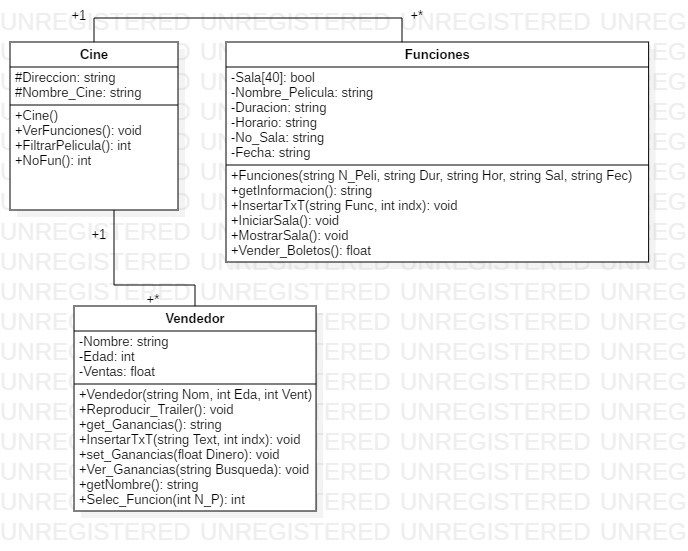 +1
+*
Cine
#Direccion: string
#Nombre_Cine: string
+Cine()
+VerFunciones(): void
+FiltrarPelicula(): int
+NoFun(): int
Funciones
-Sala[40]: bool
-Nombre_Pelicula: string
-Duracion: string
-Horario: string
-No_Sala: string
-Fecha: string
+Funciones(string N_Peli, string Dur, string Hor, string Sal, string Fec)
+getInformacion(): string
+InsertarTxT(string Func, int indx): void
+IniciarSala(): void
+MostrarSala(): void
+Vender_Boletos(): float
+1
+*
Vendedor
-Nombre: string
-Edad: int
-Ventas: float
+Vendedor(string Nom, int Eda, int Vent)
+Reproducir_Trailer(): void
+get_Ganancias(): string
+InsertarTxT(string Text, int indx): void
+set_Ganancias(float Dinero): void
+Ver_Ganancias(string Busqueda): void
+getNombre(): string
+Selec_Funcion(int N_P): int
UNREGISTERED UNREGISTERED UNREGISTERED UNREG